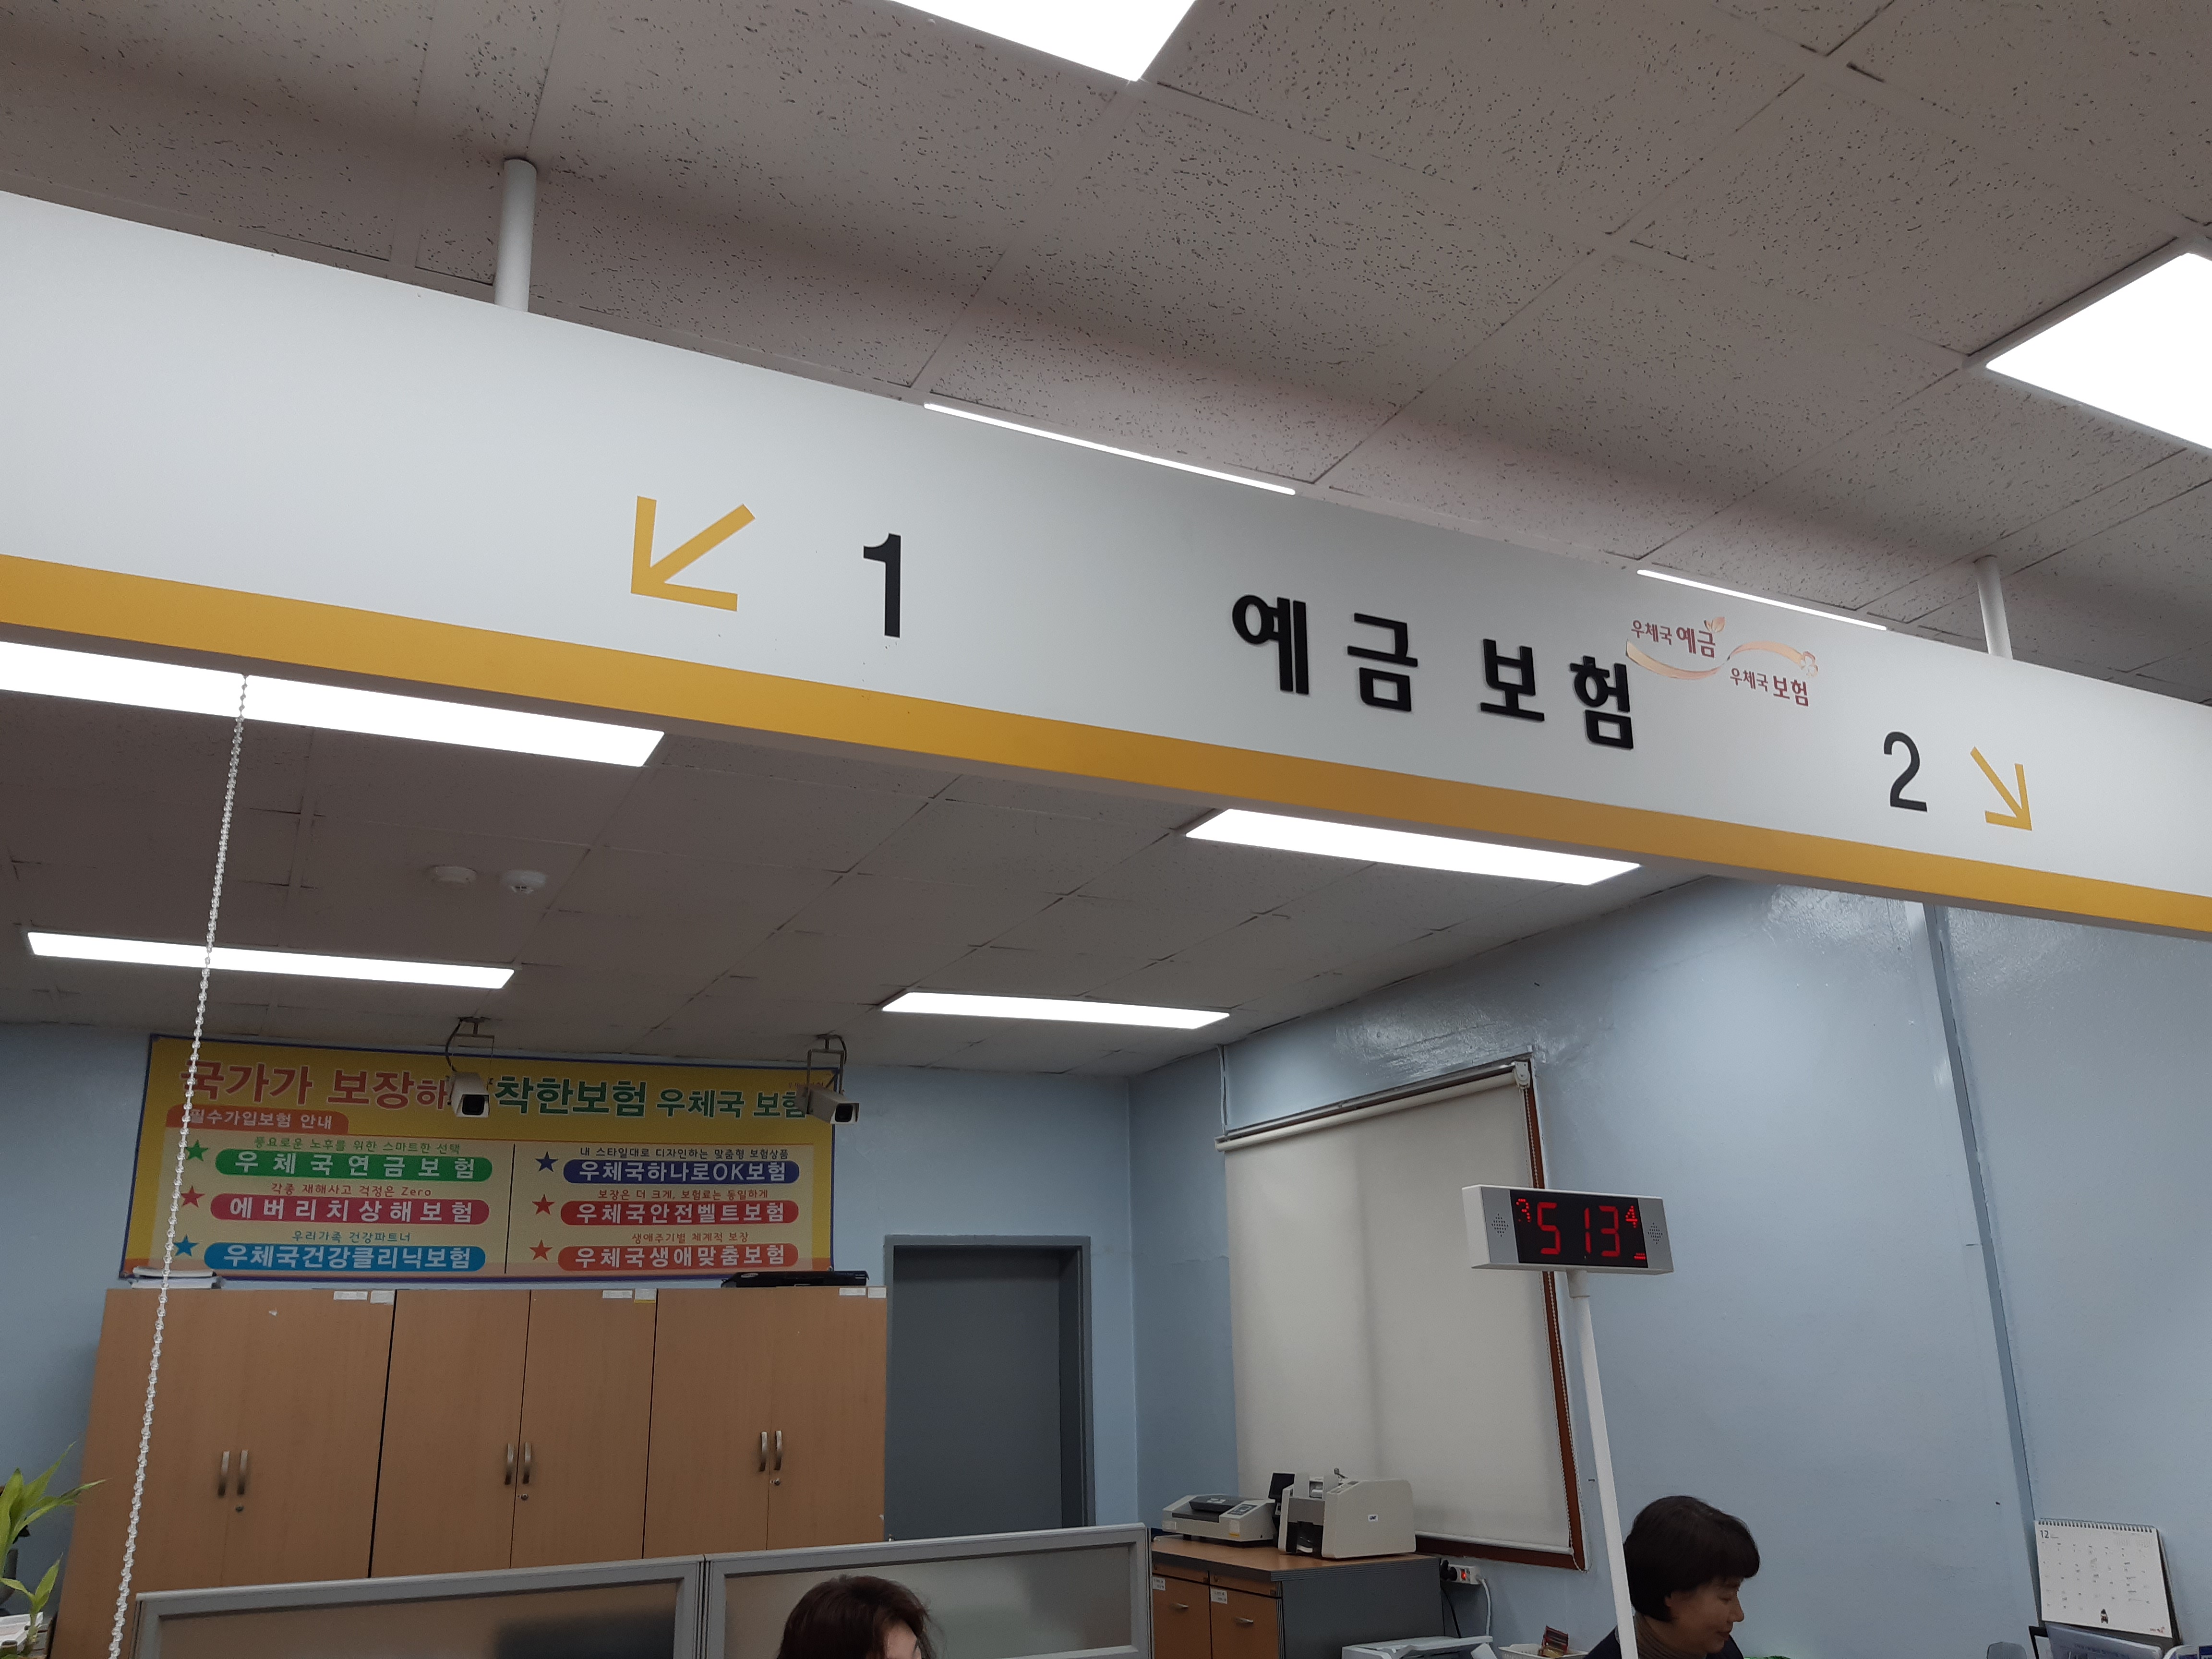 1
예금 보험
우체국 예금
우체국 보험
2
국가가 보장하 착한보험 우체국 보험
필수가입보험 안내
풍요로운 노후를 위한 스마트한 선택
우체국연금보험
각종 재해사고 걱정은 Zero
에버리치상해보험
우리가족 건강파트너
우체국건강클리닉보험
내 스타일대로 디자인하는 맞춤형 보험상품
우체국하나로OK보험
보장은 더 크게, 보험료는 동일하게
우체국안전벨트보험
생애주기별 체계적 보장
우체국생애맞춤보험
3 513 4
12